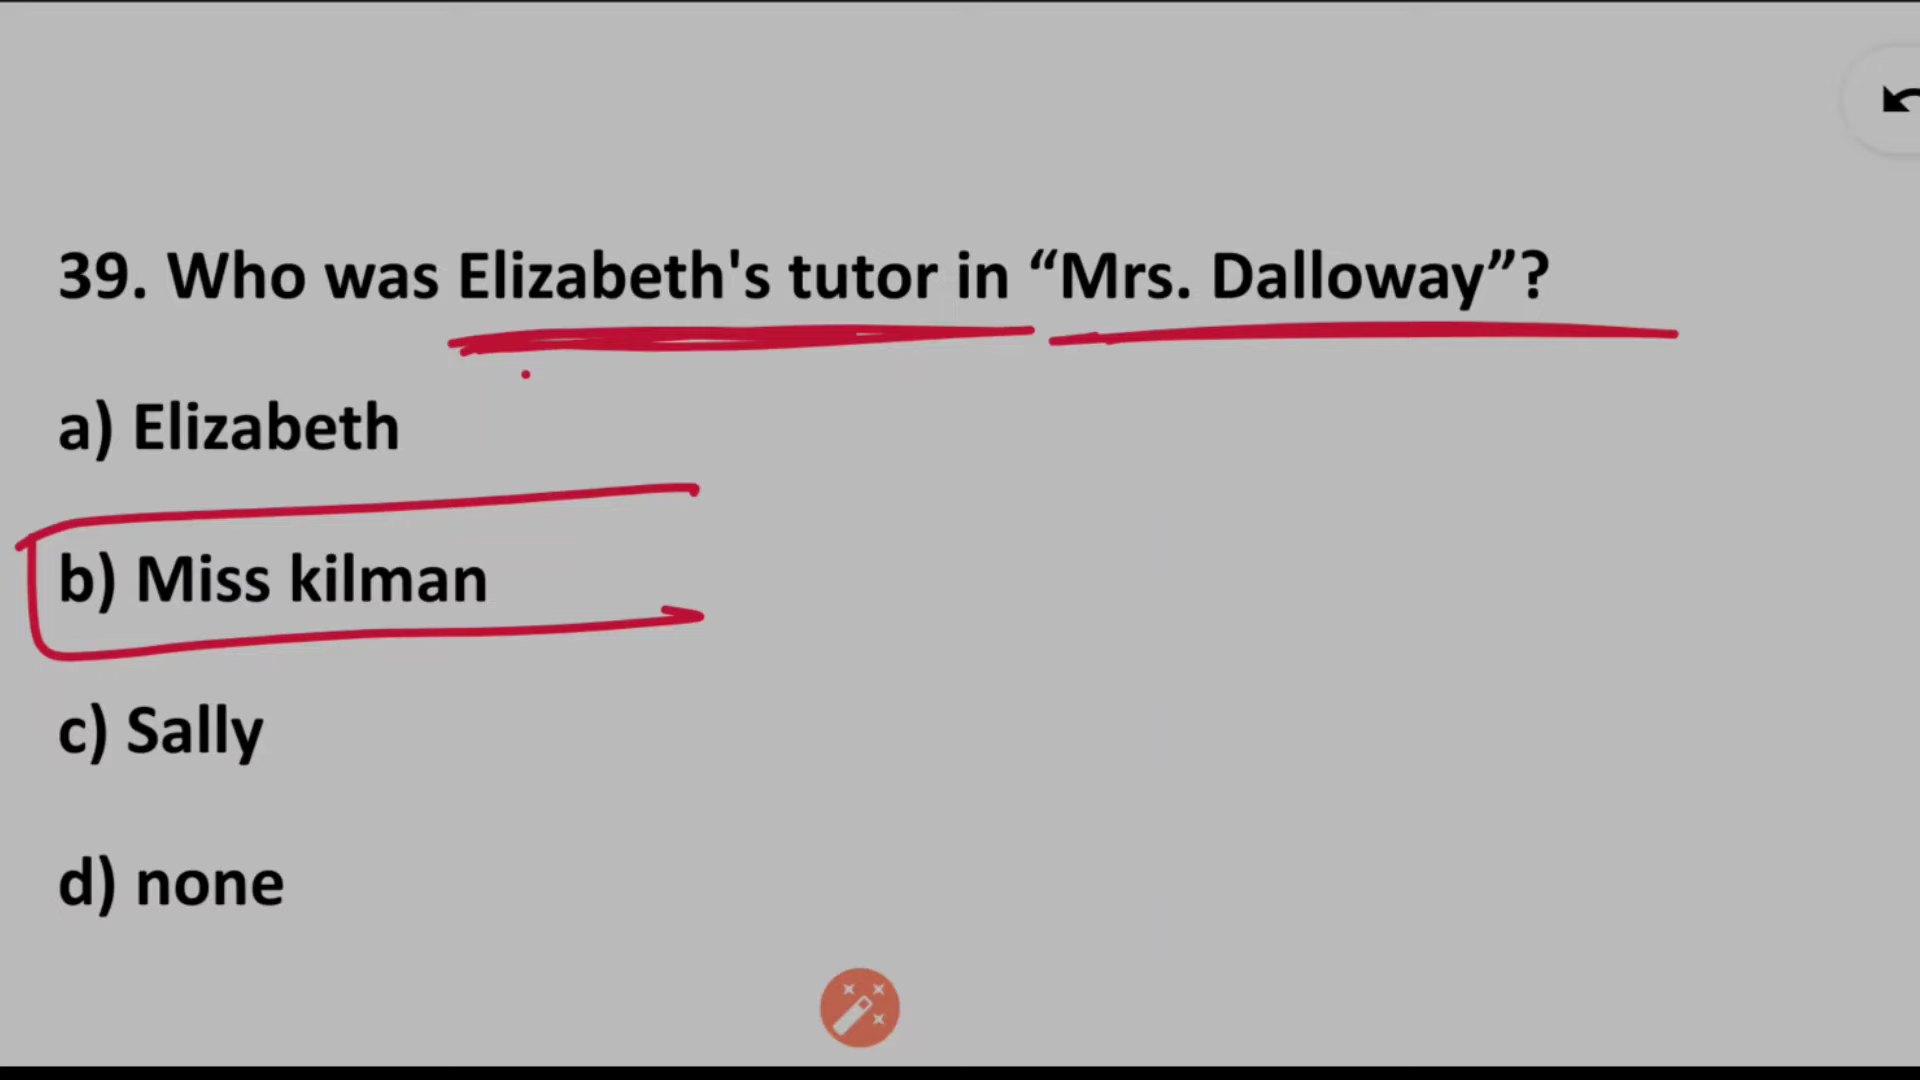 39. Who was Elizabeth's tutor in “Mrs. Dalloway”?
a) Elizabeth
b) Miss kilman
c) Sally
d) none